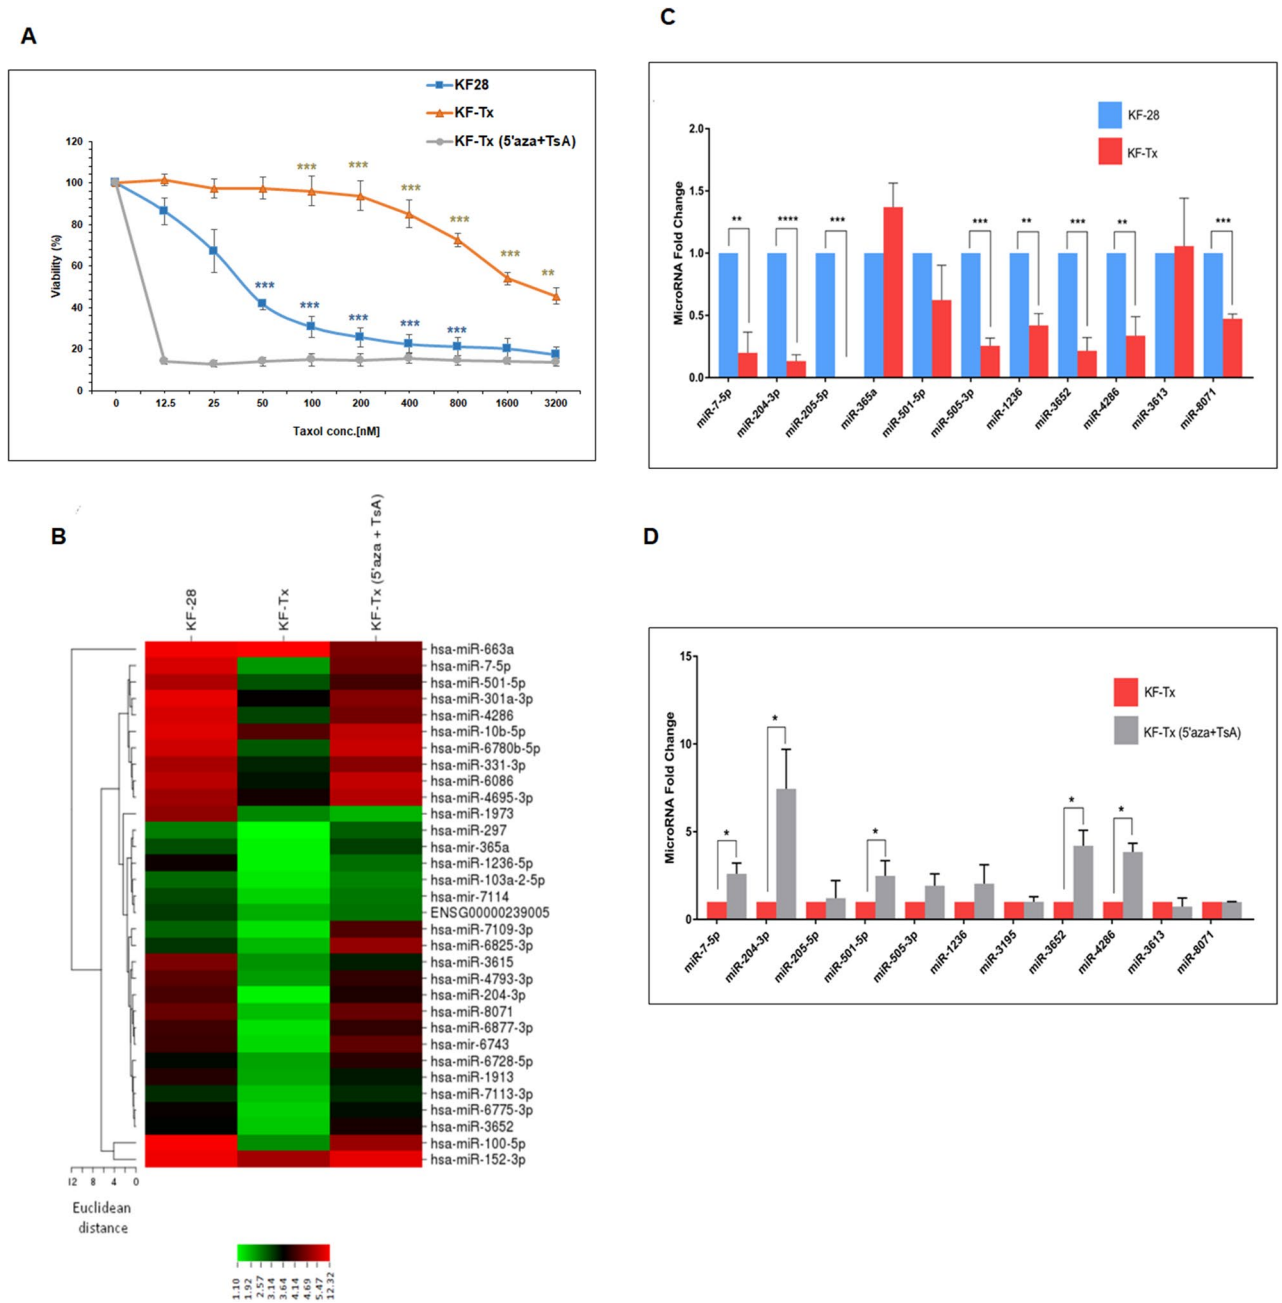 A
KF28
KF-Tx
KF-Tx (5'aza+TsA)
***
***
***
***
***
**
***
***
***
***
***
120
100
80
60
40
20
0
Viability (%)
0 12.5 25 50 100 200 400 800 1600 3200
Taxol conc.[nM]
C
KF-28
KF-Tx
2.0
1.5
1.0
0.5
0.0
MicroRNA Fold Change
** **** *** *** ** *** ** ***
miR-7-5p
miR-204-3p
miR-205-5p
miR-365a
miR-501-5p
miR-505-3p
miR-1236
miR-3652
miR-4286
miR-3613
miR-8071
B
KF-28
KF-Tx
KF-Tx (5'aza + TsA)
hsa-miR-663a
hsa-miR-7-5p
hsa-miR-501-5p
hsa-miR-301a-3p
hsa-miR-4286
hsa-miR-10b-5p
hsa-miR-6780b-5p
hsa-miR-331-3p
hsa-miR-6086
hsa-miR-4695-3p
hsa-miR-1973
hsa-miR-297
hsa-mir-365a
hsa-miR-1236-5p
hsa-miR-103a-2-5p
hsa-mir-7114
ENSG00000239005
hsa-miR-7109-3p
hsa-miR-6825-3p
hsa-miR-3615
hsa-miR-4793-3p
hsa-miR-204-3p
hsa-miR-8071
hsa-miR-6877-3p
hsa-mir-6743
hsa-miR-6728-5p
hsa-miR-1913
hsa-miR-7113-3p
hsa-miR-6775-3p
hsa-miR-3652
hsa-miR-100-5p
hsa-miR-152-3p
12 8 4 0
Euclidean
distance
1.10
1.92
2.57
3.14
3.64
4.14
4.69
5.47
12.32
D
KF-Tx
KF-Tx (5'aza+TsA)
15
10
5
0
MicroRNA Fold Change
* * * * *
miR-7-5p
miR-204-3p
miR-205-5p
miR-501-5p
miR-505-3p
miR-1236
miR-3195
miR-3652
miR-4286
miR-3613
miR-8071